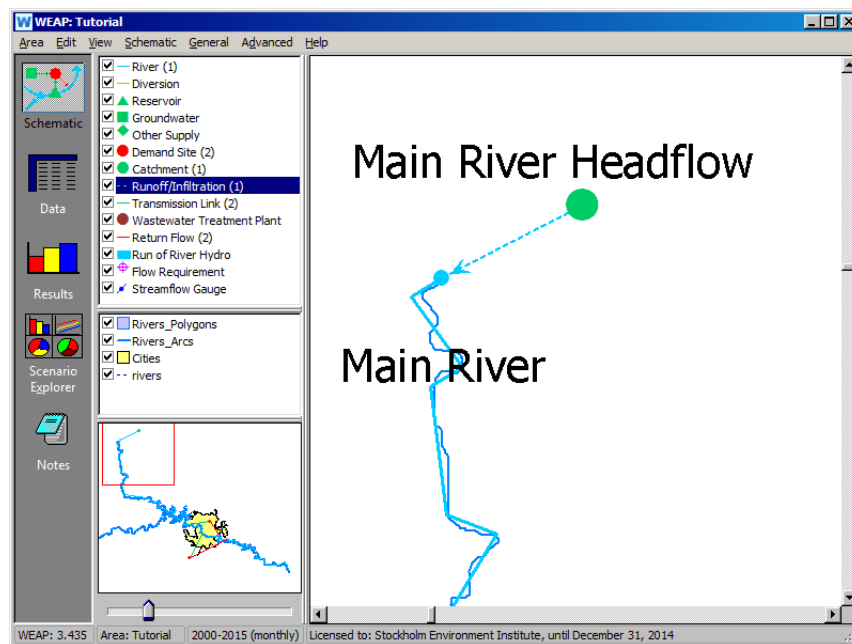 WEAP: Tutorial
Area Edit View Schematic General Advanced Help
Schematic
Data
Results
Scenario
Explorer
Notes
River (1)
Diversion
Reservoir
Groundwater
Other Supply
Demand Site (2)
Catchment (1)
Runoff/Infiltration (1)
Transmission Link (2)
Wastewater Treatment Plant
Return Flow (2)
Run of River Hydro
Flow Requirement
Streamflow Gauge
Rivers_Polygons
Rivers_Arcs
Cities
rivers
Main River Headflow
Main River
WEAP: 3.435 Area: Tutorial 2000-2015 (monthly) Licensed to: Stockholm Environment Institute, until December 31, 2014